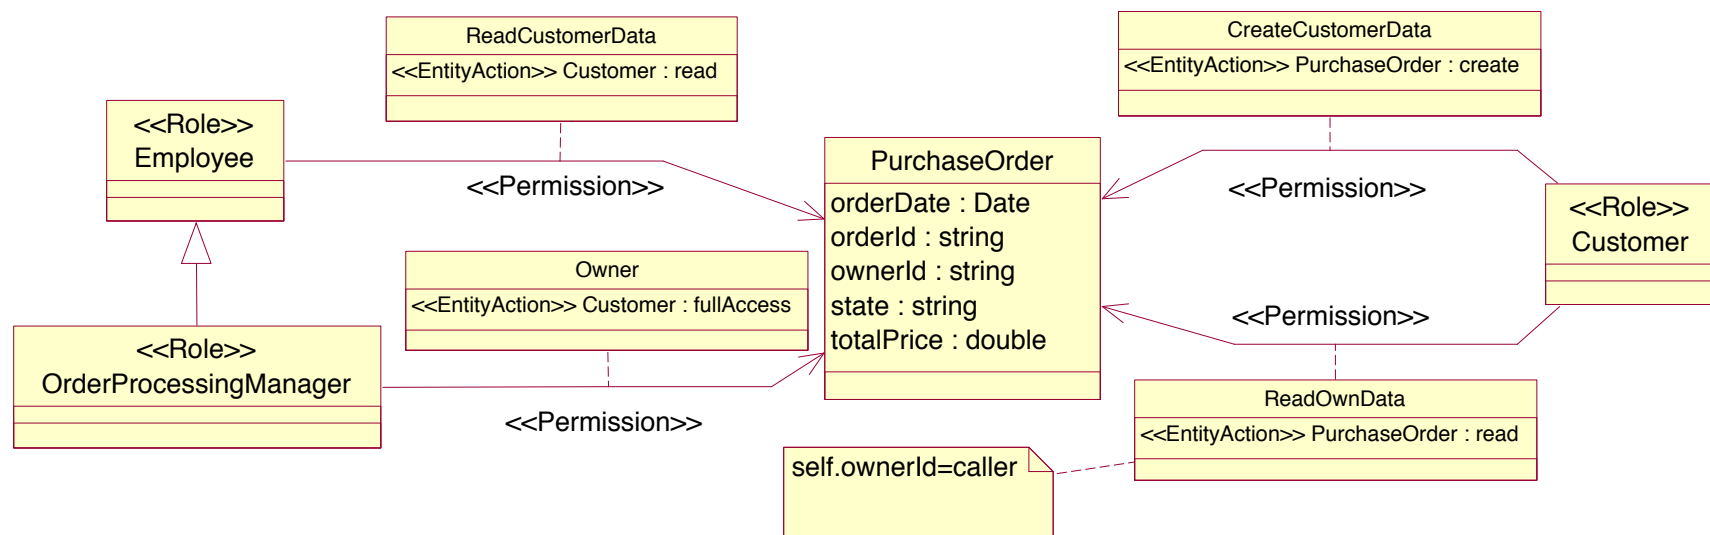 ReadCustomerData
<<EntityAction>> Customer : read
CreateCustomerData
<<EntityAction>> PurchaseOrder : create
<<Role>>
Employee
<<Permission>>
PurchaseOrder
orderDate : Date
orderId : string
ownerId : string
state : string
totalPrice : double
<<Permission>>
<<Role>>
Customer
Owner
<<EntityAction>> Customer : fullAccess
<<Permission>>
<<Role>>
OrderProcessingManager
<<Permission>>
ReadOwnData
<<EntityAction>> PurchaseOrder : read
self.ownerId=caller